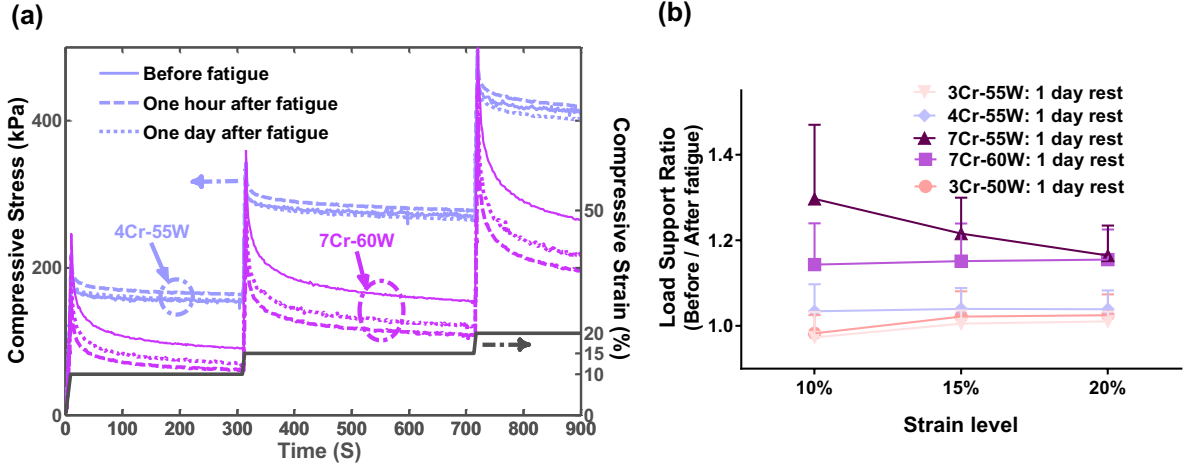 (a)
Before fatigue
One hour after fatigue
One day after fatigue
4Cr-55W
7Cr-60W
Compressive Stress (kPa)
400
200
0
Compressive Strain (%)
50
20
15
10
0
0 100 200 300 400 500 600 700 800 900
Time (S)
(b)
3Cr-55W: 1 day rest
4Cr-55W: 1 day rest
7Cr-55W: 1 day rest
7Cr-60W: 1 day rest
3Cr-50W: 1 day rest
Load Support Ratio
(Before / After fatigue)
1.4
1.2
1.0
10% 15% 20%
Strain level